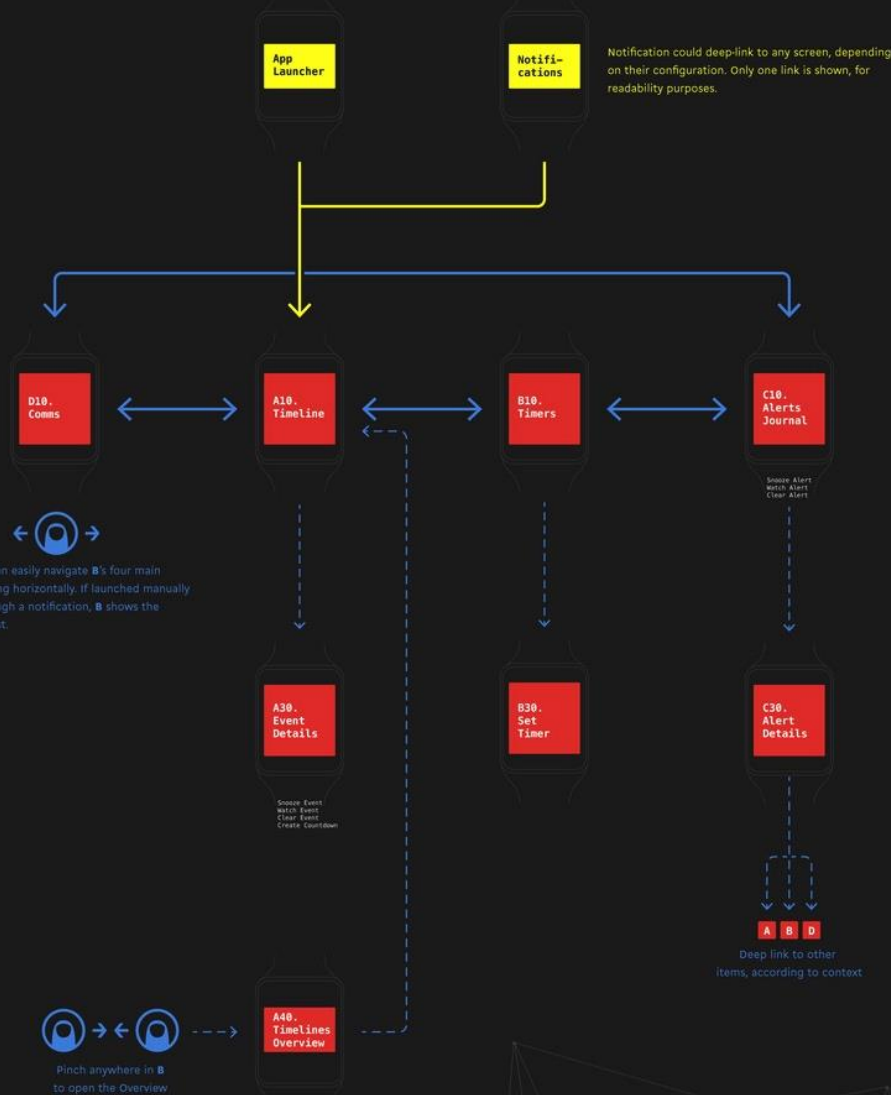 App
Launcher
Notifi-
cations
Notification could deep-link to any screen, depending
on their configuration. Only one link is shown, for
readability purposes.
D10.
Comms
A10.
Timeline
B10.
Timers
C10.
Alerts
Journal
Snooze Alert
Watch Alert
Clear Alert
easily navigate B's four main
horizontally. If launched manually
a notification, B shows the
A30.
Event
Details
Snooze Event
Watch Event
Clear Event
Create Countdown
B30.
Set
Timer
C30.
Alert
Details
A B D
Deep link to other
items, according to context
A40.
Timelines
Overview
Pinch anywhere in B
to open the Overview